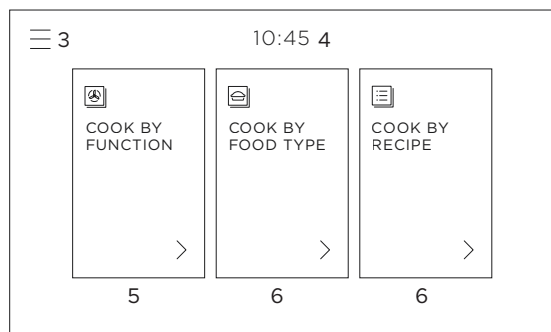 3 10:45 4
COOK BY
FUNCTION
COOK BY
FOOD TYPE
COOK BY
RECIPE
5 6 6